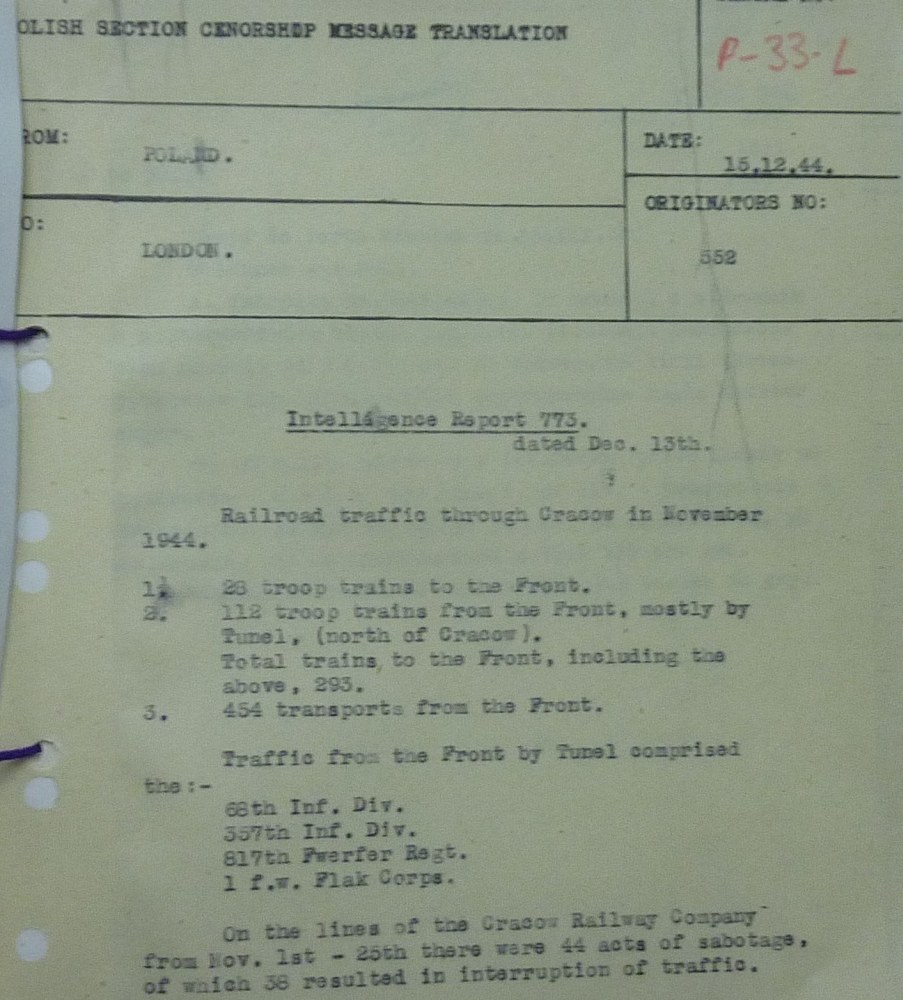 OLISH SECTION CENORSHOP MESSAGE TRANSLATION
P-33-L
ROM:
POLAND.
DATE:
15,12,44.
O:
LONDON.
ORIGINATORS NO:
552
Intelligence Report 773.
dated Dec. 13th.
Railroad traffic through Cracow in November
1944.
1. 23 troop trains to the Front.
2. 112 troop trains from the Front, mostly by
Tunel, (north of Cracow).
Total trains to the Front, including the
above, 293.
3. 454 transports from the Front.
Traffic from the Front by Tunel comprised
the:-
68th Inf. Div.
357th Inf. Div.
817th Fwerfer Regt.
1 f.w. Flak Corps.
On the lines of the Cracow Railway Company
from Nov. 1st - 25th there were 44 acts of sabotage,
of which 38 resulted in interruption of traffic.